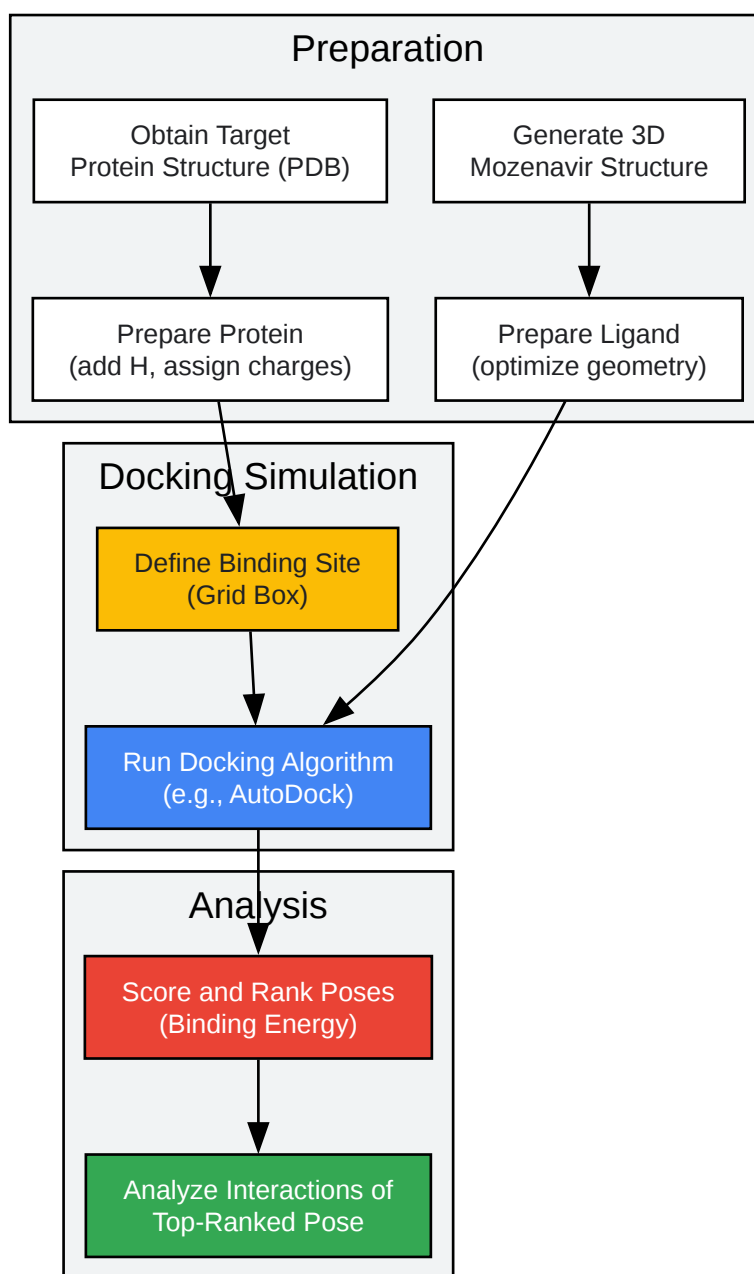 Preparation
Obtain Target
Protein Structure (PDB)
Generate 3D
Mozenavir Structure
Prepare Protein
(add H, assign charges)
Prepare Ligand
(optimize geometry)
Docking Simulation
Define Binding Site
(Grid Box)
Run Docking Algorithm
(e.g., AutoDock)
Analysis
Score and Rank Poses
(Binding Energy)
Analyze Interactions of
Top-Ranked Pose